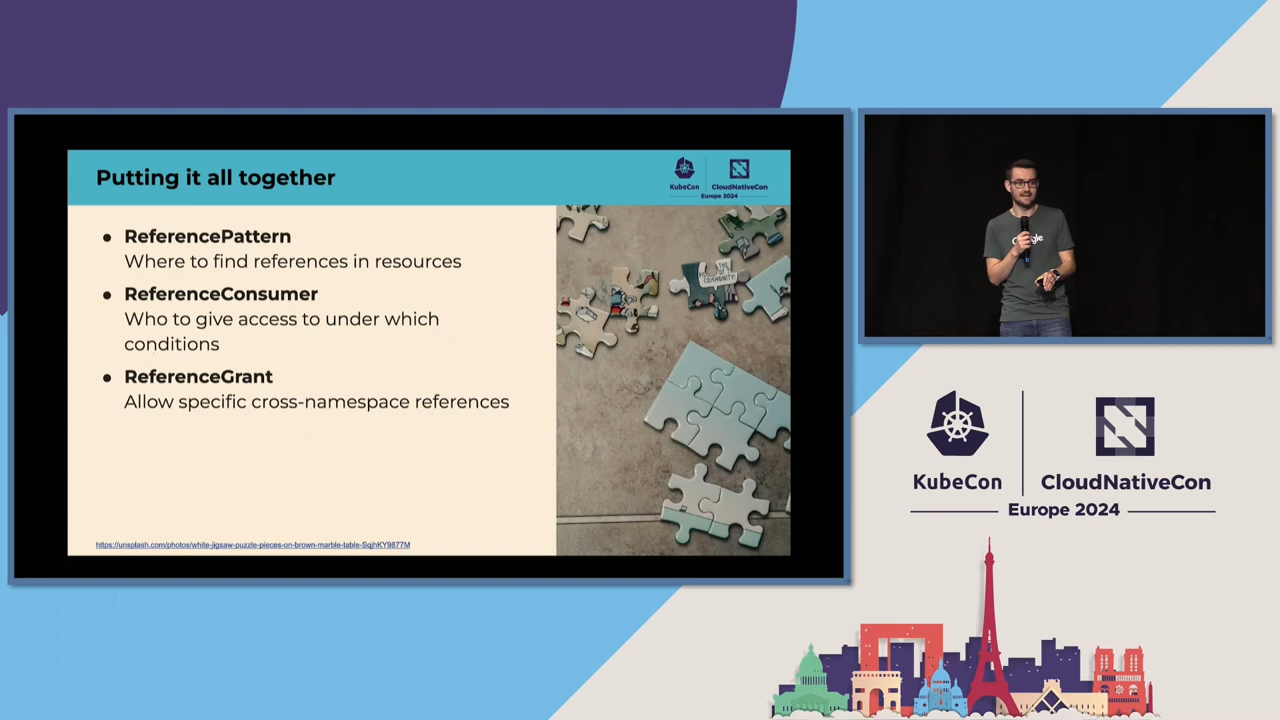 Putting it all together
KubeCon
CloudNativeCon
Europe 2024
● ReferencePattern
Where to find references in resources
● ReferenceConsumer
Who to give access to under which
conditions
● ReferenceGrant
Allow specific cross-namespace references
https://unsplash.com/photos/white-jigsaw-puzzle-pieces-on-brown-marble-table-SqjhKY9877M
KubeCon
CloudNativeCon
Europe 2024